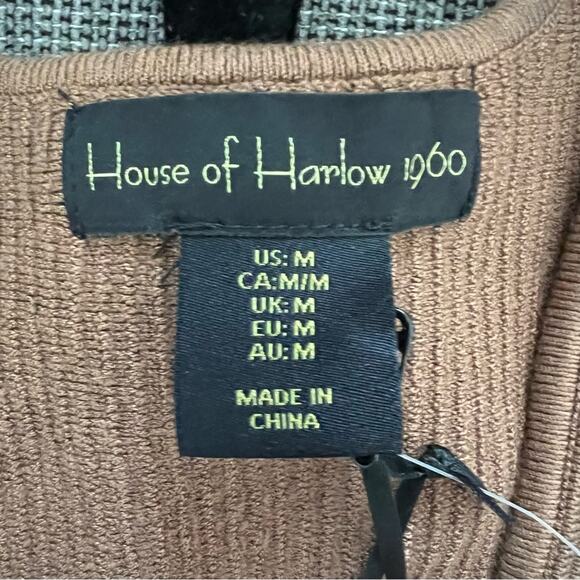 House of Harlow 1960
US: M
CA:M/M
UK: M
EU: M
AU: M
MADE IN
CHINA